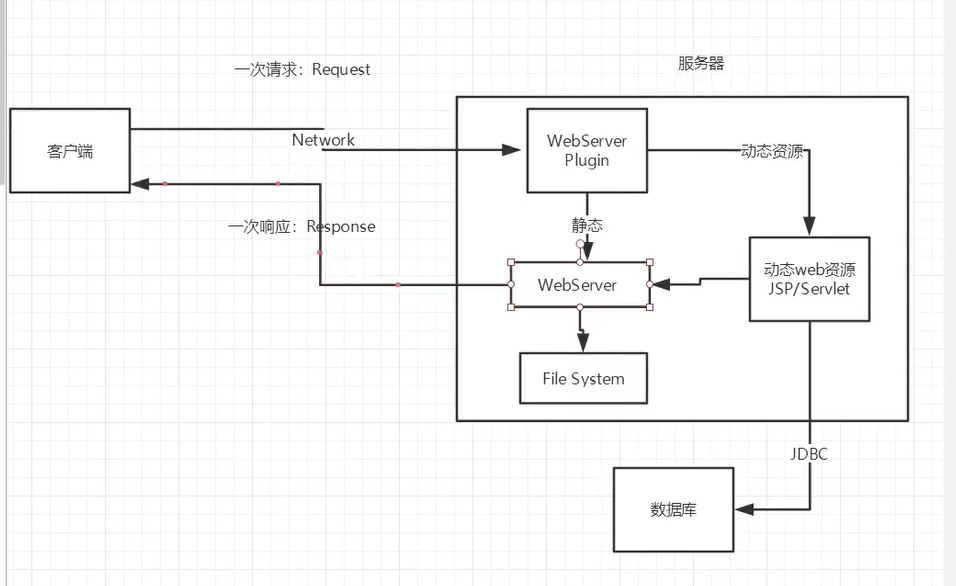 一次请求：Request
服务器
客户端
Network
WebServer
Plugin
动态资源
一次响应：Response
静态
WebServer
动态web资源
JSP/Servlet
File System
JDBC
数据库